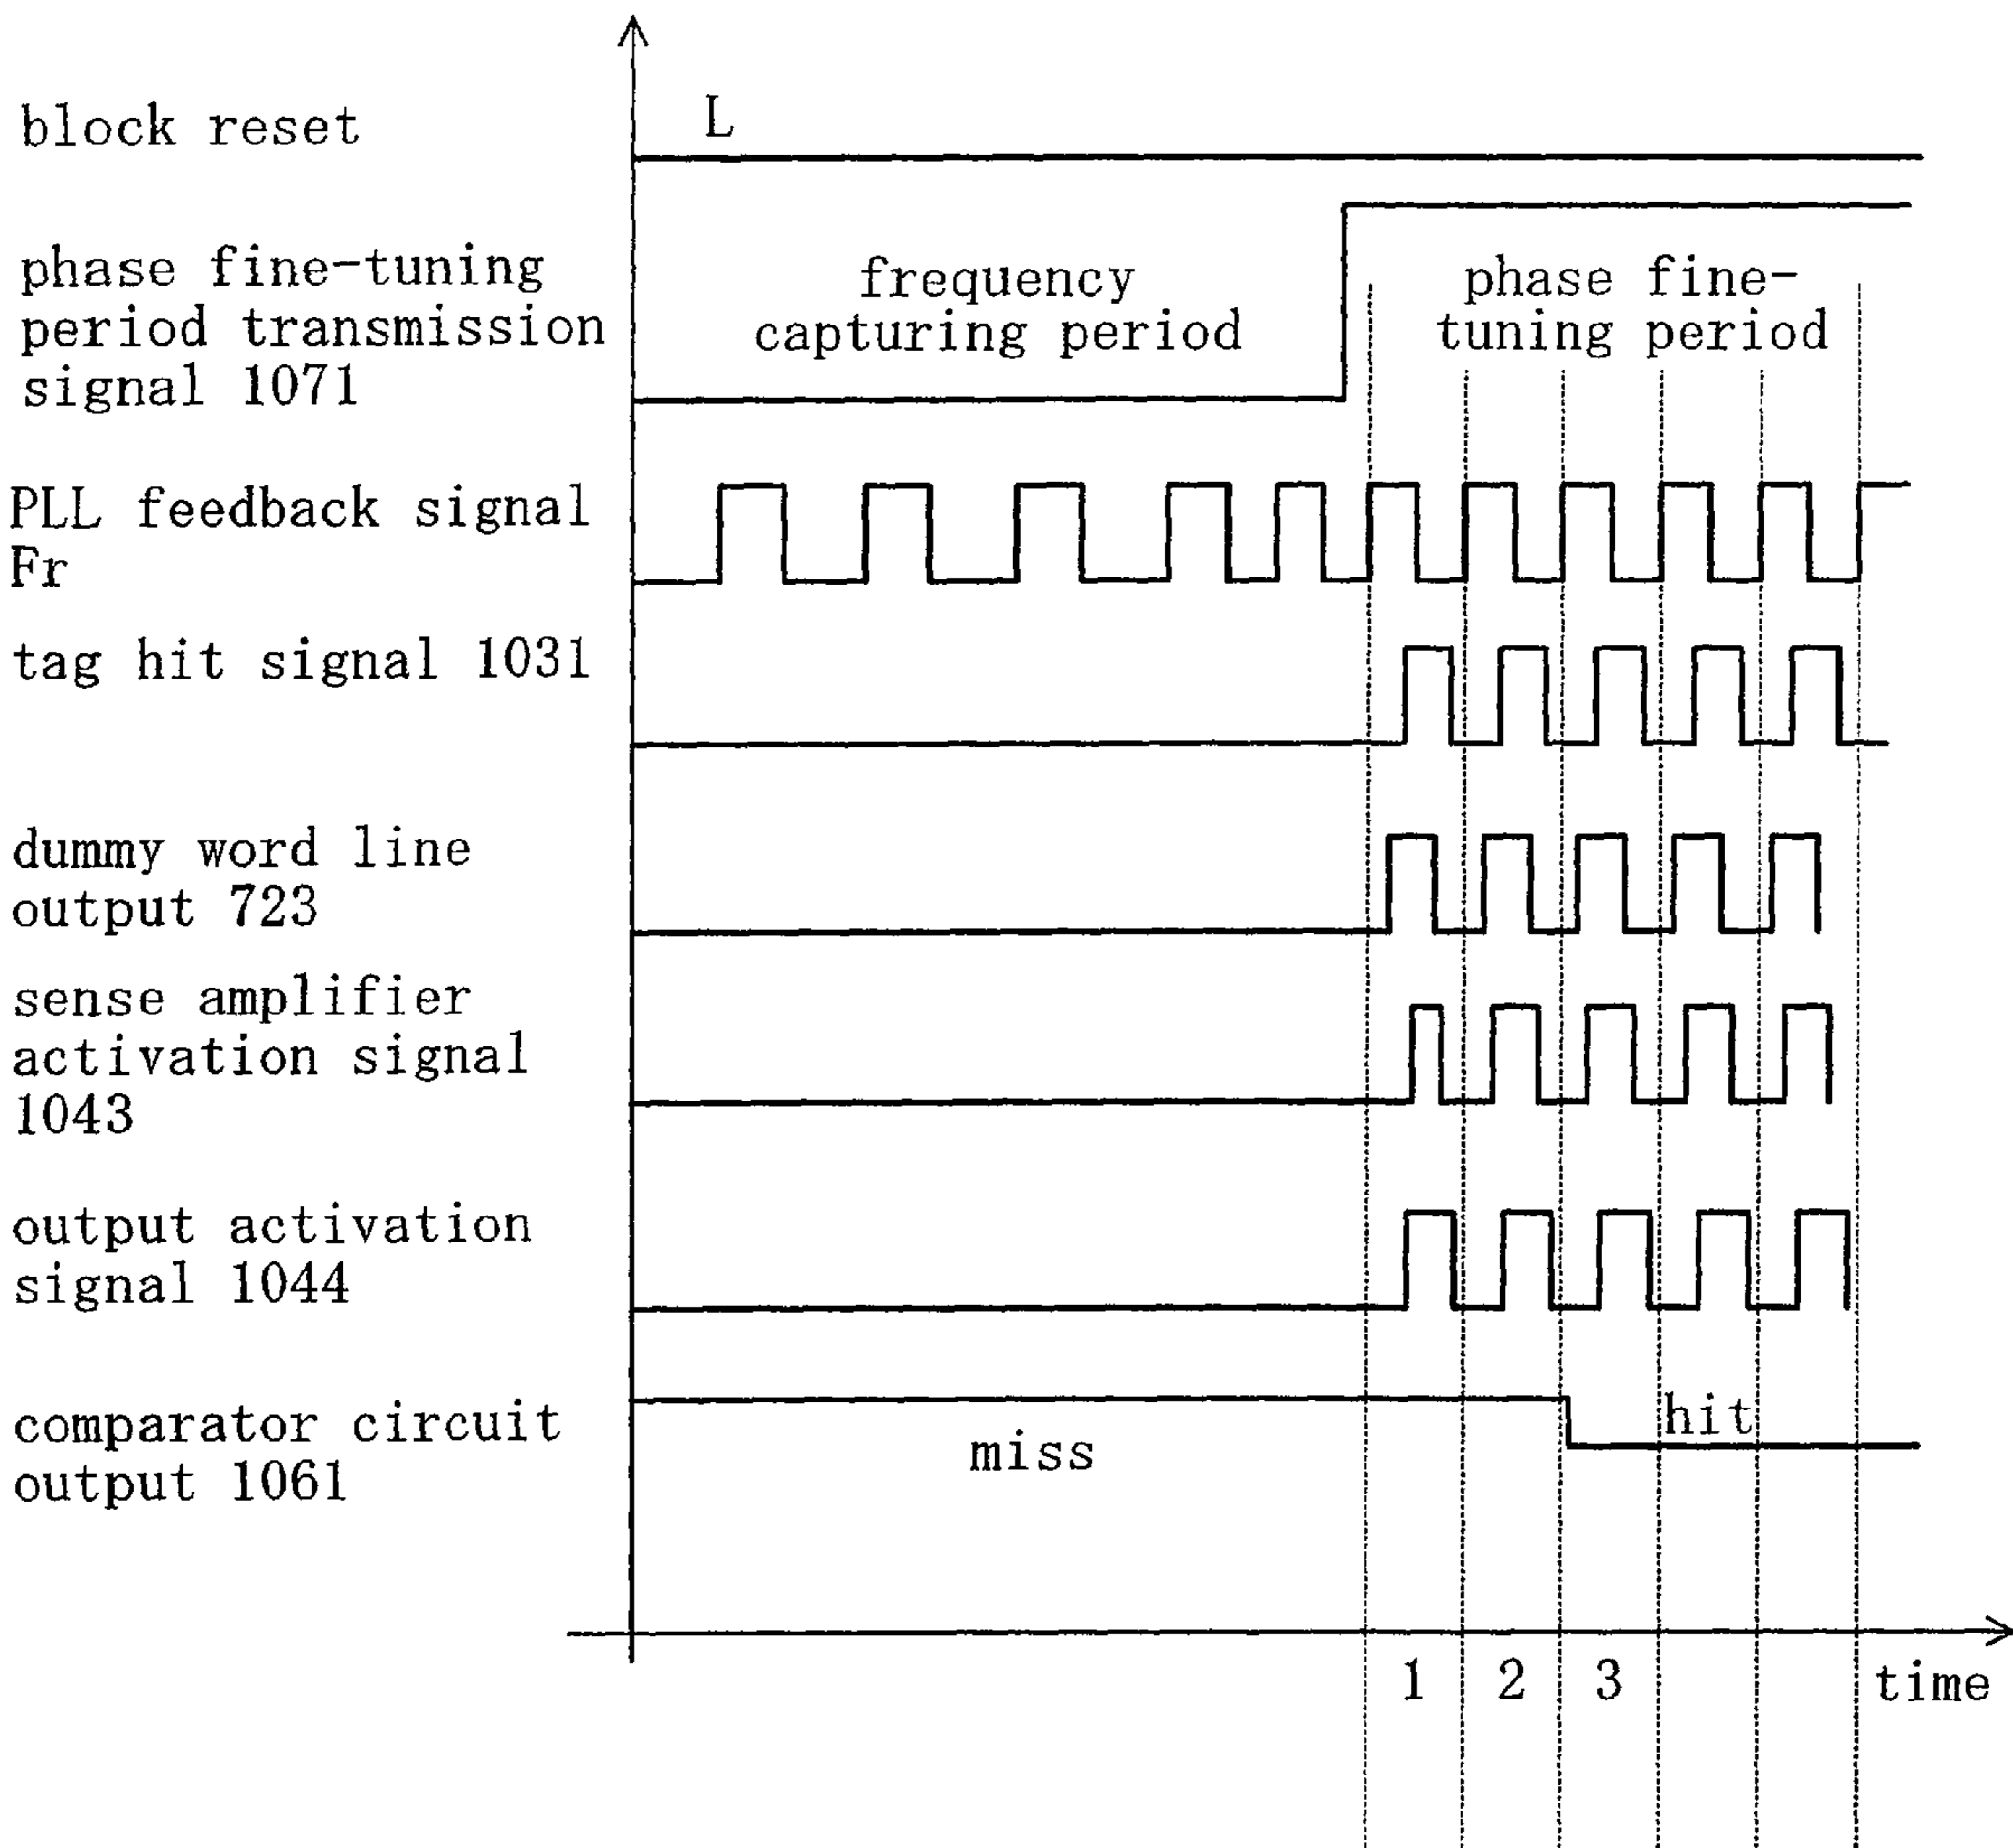 block reset
L
phase fine-tuning
period transmission
signal 1071
frequency
capturing period
phase fine-
tuning period
PLL feedback signal
Fr
tag hit signal 1031
dummy word line
output 723
sense amplifier
activation signal
1043
output activation
signal 1044
comparator circuit
output 1061
miss
hit
1 2 3
time